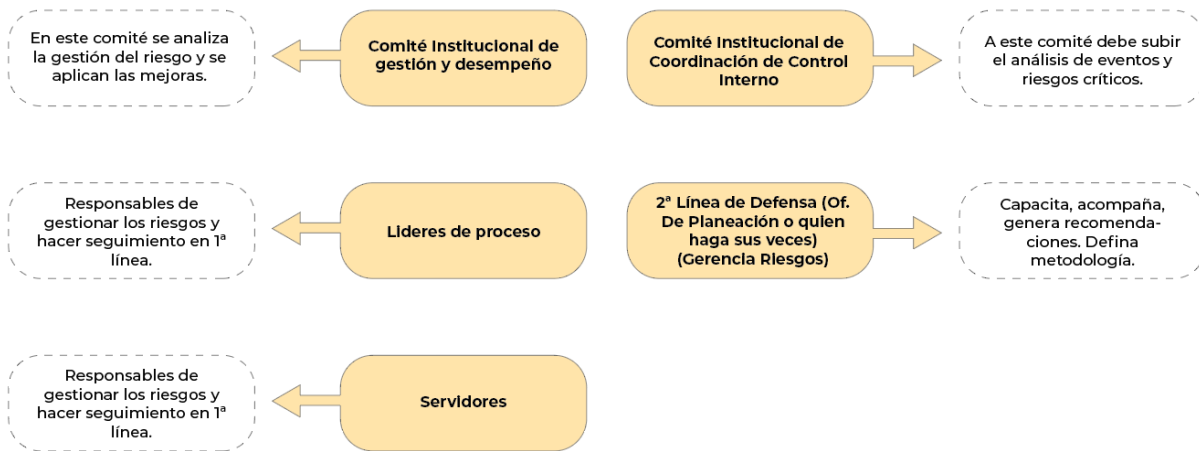 En este comité se analiza
la gestión del riesgo y se
aplican las mejoras.
Comité Institucional de
gestión y desempeño
Comité Institucional de
Coordinación de Control
Interno
A este comité debe subir
el análisis de eventos y
riesgos críticos.
Responsables de
gestionar los riesgos y
hacer seguimiento en 1ª
línea.
Lideres de proceso
2ª Línea de Defensa (Of.
De Planeación o quien
haga sus veces)
(Gerencia Riesgos)
Capacita, acompaña,
genera recomenda-
ciones. Defina
metodología.
Responsables de
gestionar los riesgos y
hacer seguimiento en 1ª
línea.
Servidores